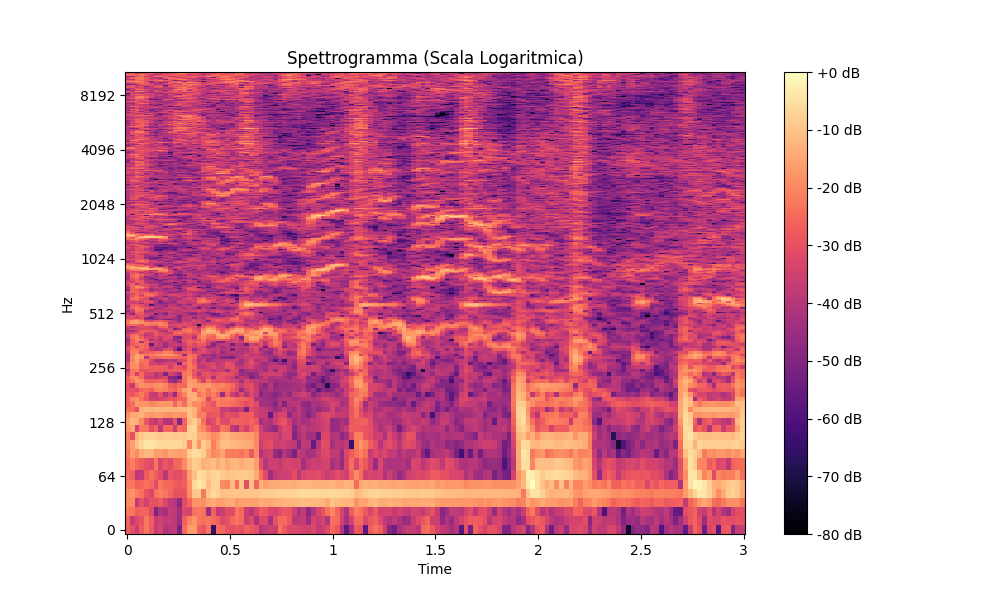 Spettrogramma (Scala Logaritmica)
Hz
8192
4096
2048
1024
512
256
128
64
0
0
0.5
1
1.5
2
2.5
3
Time
+0 dB
-10 dB
-20 dB
-30 dB
-40 dB
-50 dB
-60 dB
-70 dB
-80 dB